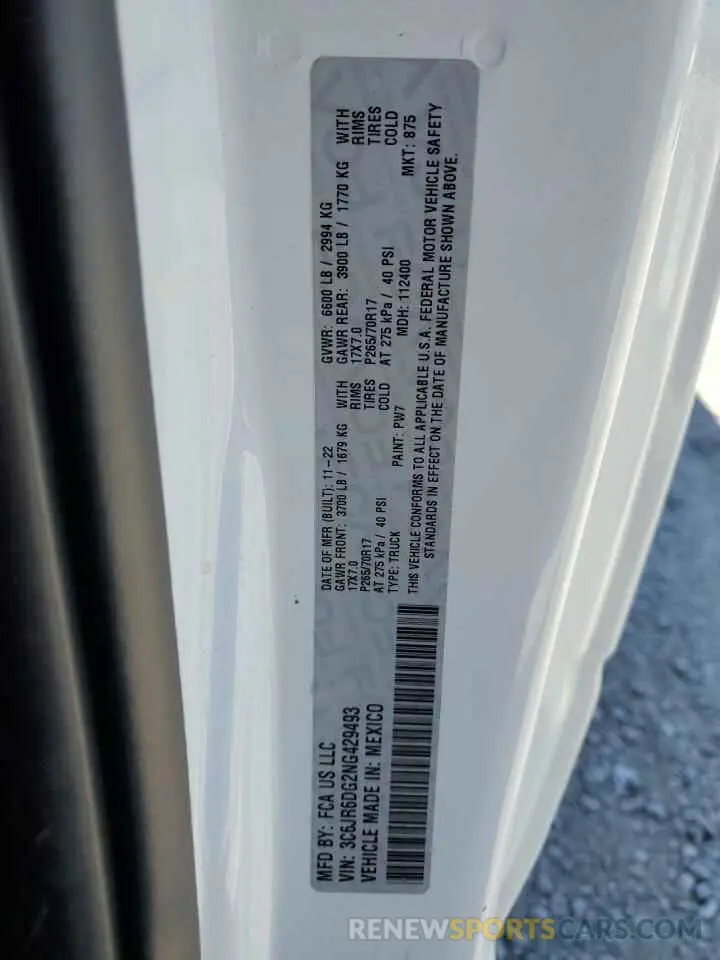 MFD BY: FCA US LLC
VIN: 3C6JR6DG2NG429493
VEHICLE MADE IN: MEXICO
DATE OF MFR (BUILT): 11-22 GVWR: 6600 LB / 2994 KG
GAWR FRONT: 3700 LB / 1679 KG WITH GAWR REAR: 3900 LB / 1770 KG WITH
17X7.0 RIMS 17X7.0 RIMS
P265/70R17 TIRES P265/70R17 TIRES
AT 275 kPa / 40 PSI COLD AT 275 kPa / 40 PSI COLD
TYPE: TRUCK PAINT: PW7 MDH: 112400 MKT: 875
THIS VEHICLE CONFORMS TO ALL APPLICABLE U.S.A. FEDERAL MOTOR VEHICLE SAFETY
STANDARDS IN EFFECT ON THE DATE OF MANUFACTURE SHOWN ABOVE.
RENEWSPORTSCARS.COM